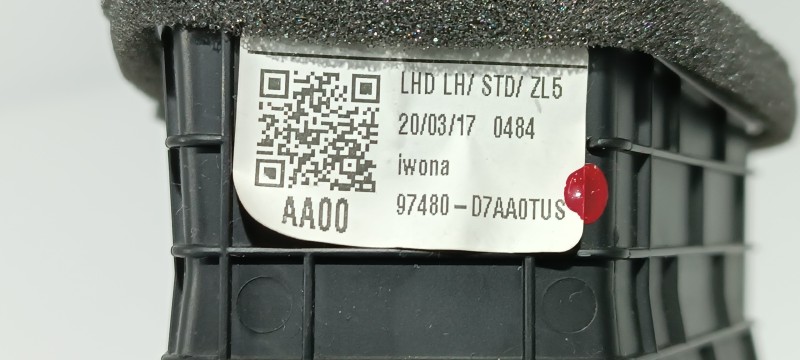 LHD LH/ STD/ ZL5
20/03/17 0484
iwona
97480-D7AA0TUS
AA00